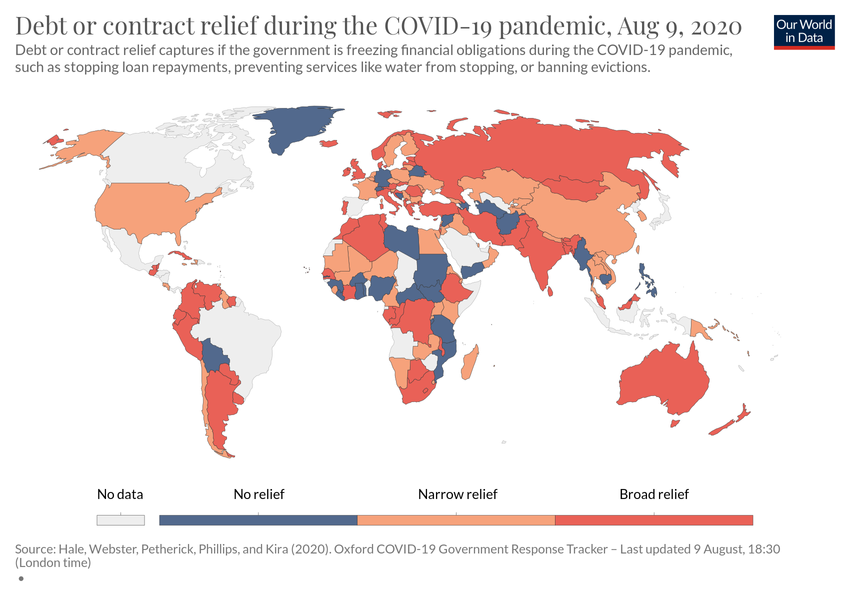 Debt or contract relief during the COVID-19 pandemic, Aug 9, 2020
Our World
in Data
Debt or contract relief captures if the government is freezing financial obligations during the COVID-19 pandemic,
such as stopping loan repayments, preventing services like water from stopping, or banning evictions.
No data
No relief
Narrow relief
Broad relief
Source: Hale, Webster, Petherick, Phillips, and Kira (2020). Oxford COVID-19 Government Response Tracker – Last updated 9 August, 18:30
(London time)